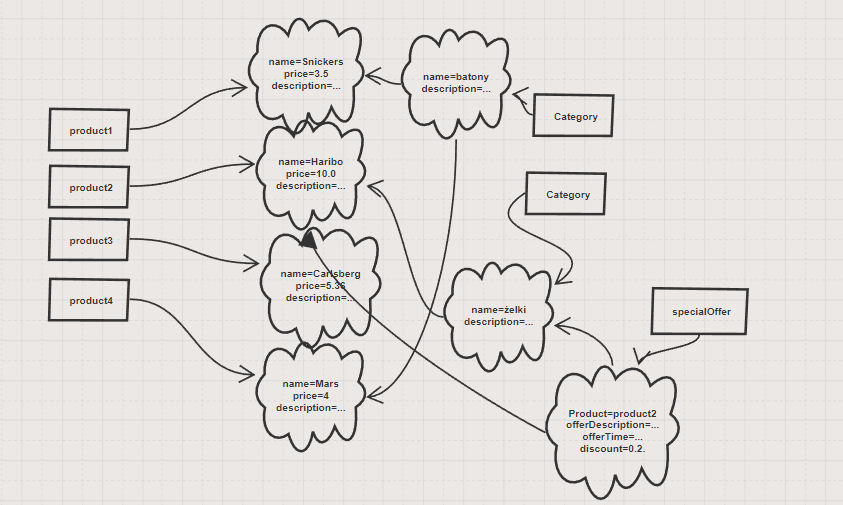 name=Snickers
price=3.5
description=...
name=batony
description=...
Category
product1
name=Haribo
price=10.0
description=...
product2
Category
product3
name=Carlsberg
price=5.36
description=...
product4
name=żelki
description=...
specialOffer
name=Mars
price=4
description=...
Product=product2
offerDescription=...
offerTime=...
discount=0.2.